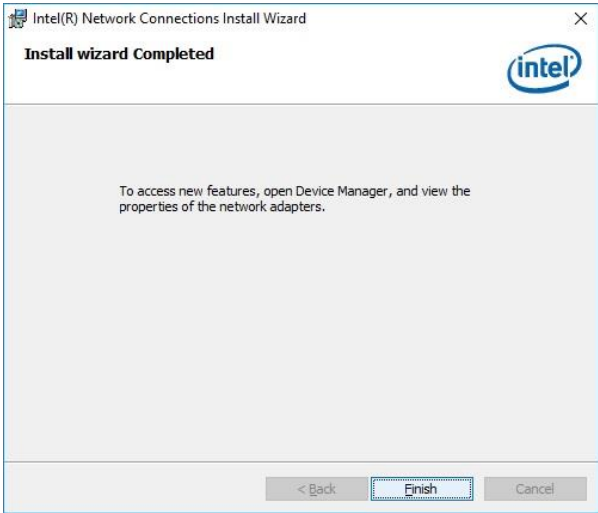 Intel(R) Network Connections Install Wizard
Install wizard Completed
intel
To access new features, open Device Manager, and view the
properties of the network adapters.
< Back
Finish
Cancel